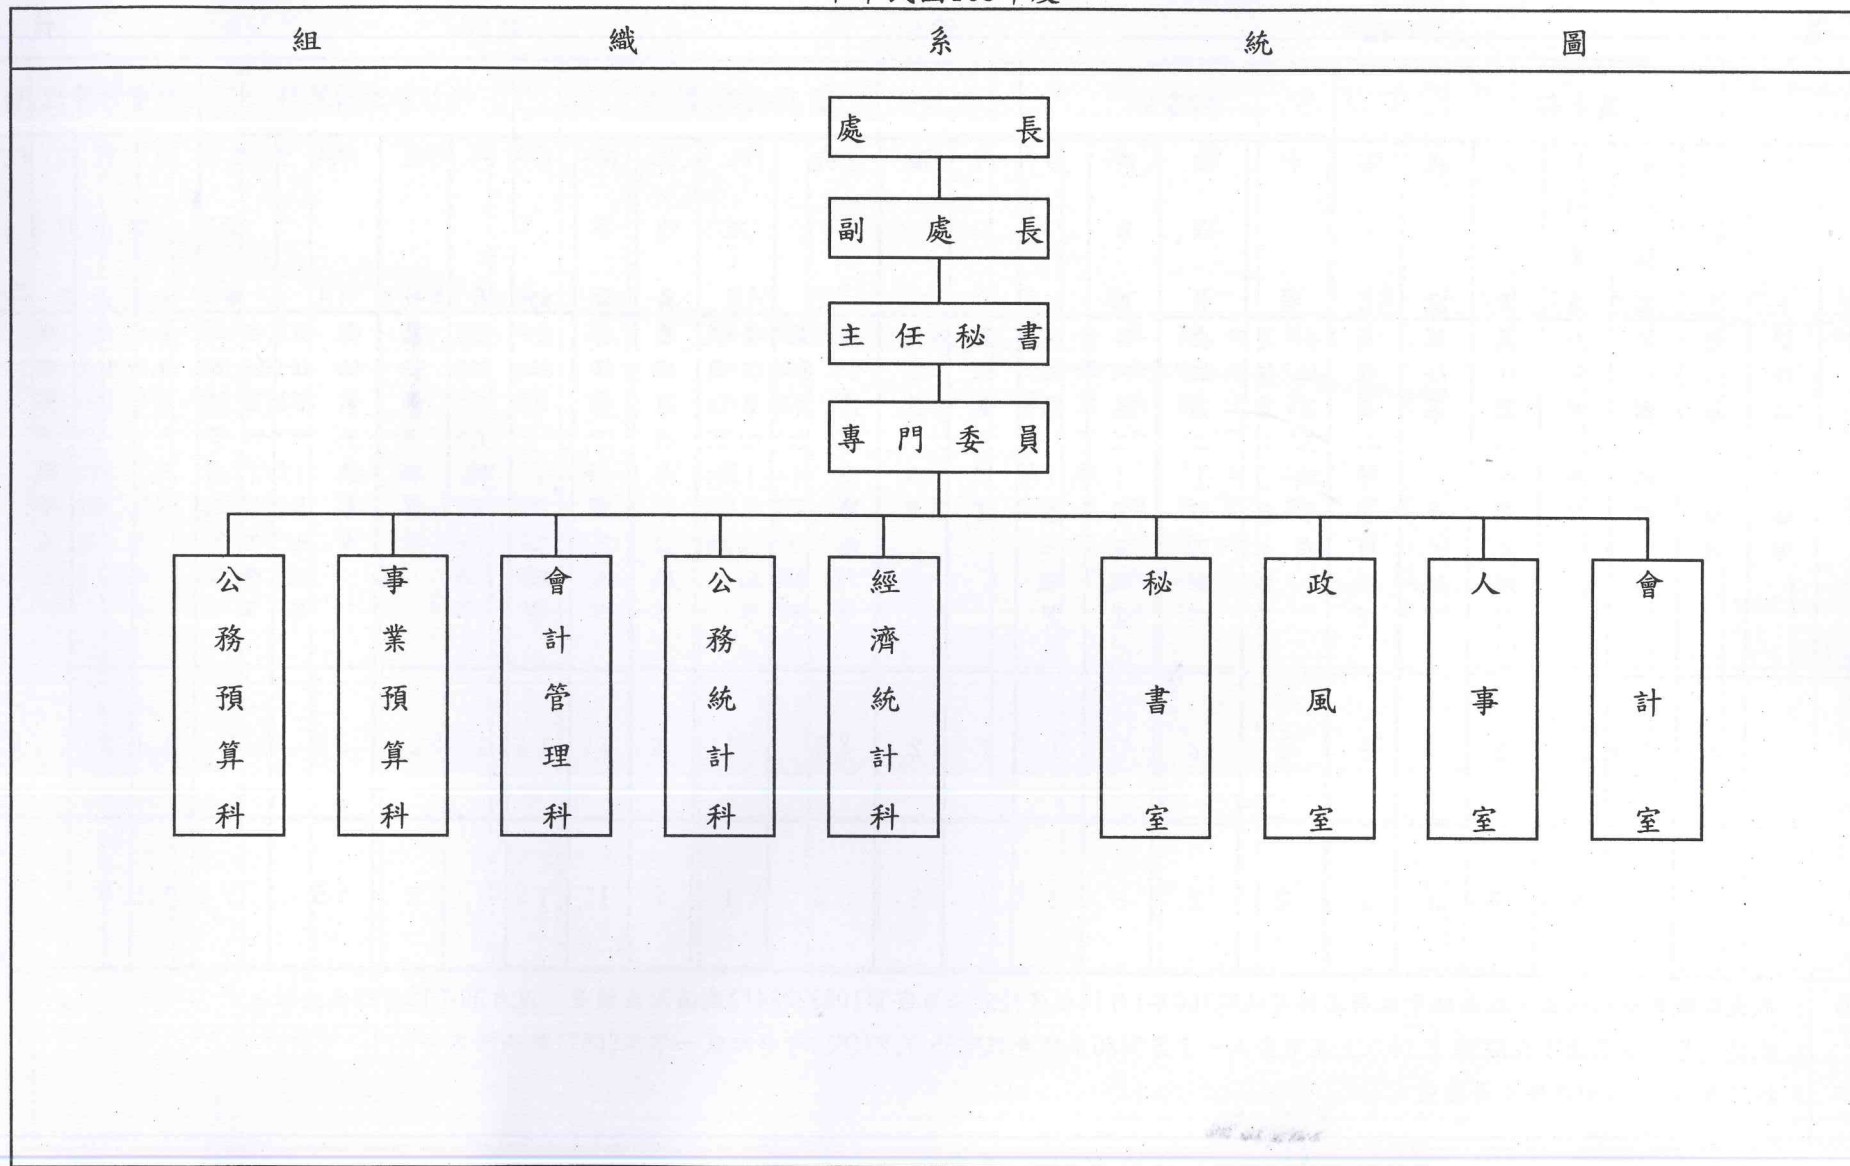 組織系統圖
處長
副處長
主任秘書
專門委員
公務預算科
事業預算科
會計管理科
公務統計科
經濟統計科
秘書室
政風室
人事室
會計室